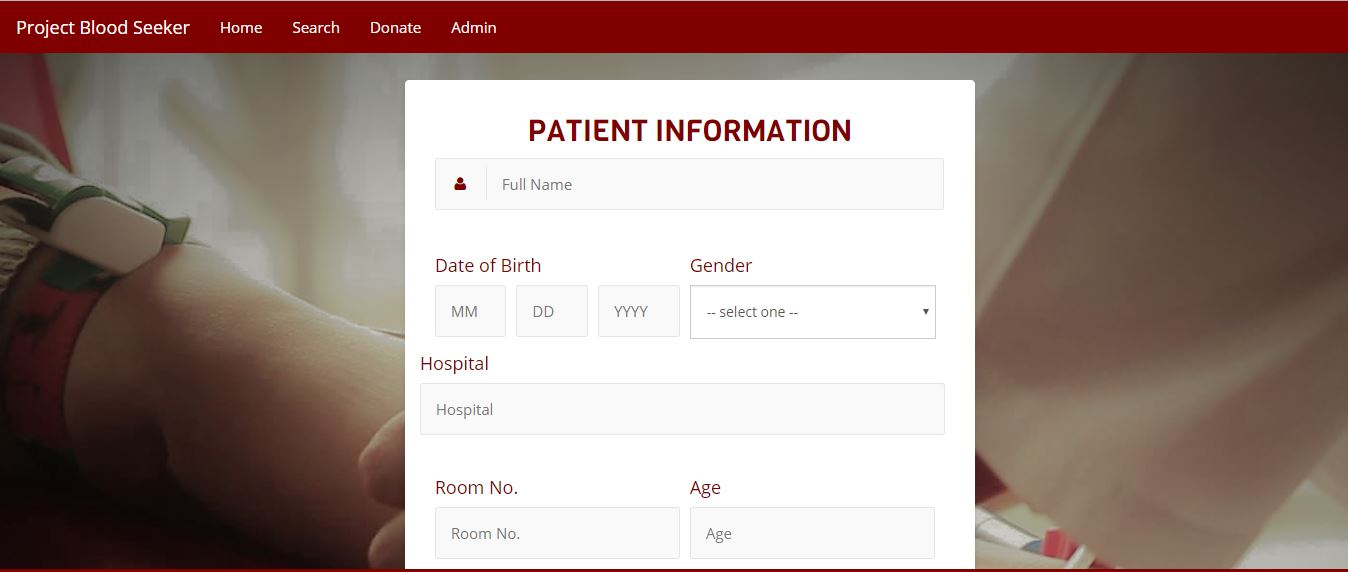 Project Blood Seeker Home Search Donate Admin
PATIENT INFORMATION
Full Name
Date of Birth Gender
MM DD YYYY -- select one --
Hospital
Hospital
Room No. Age
Room No. Age